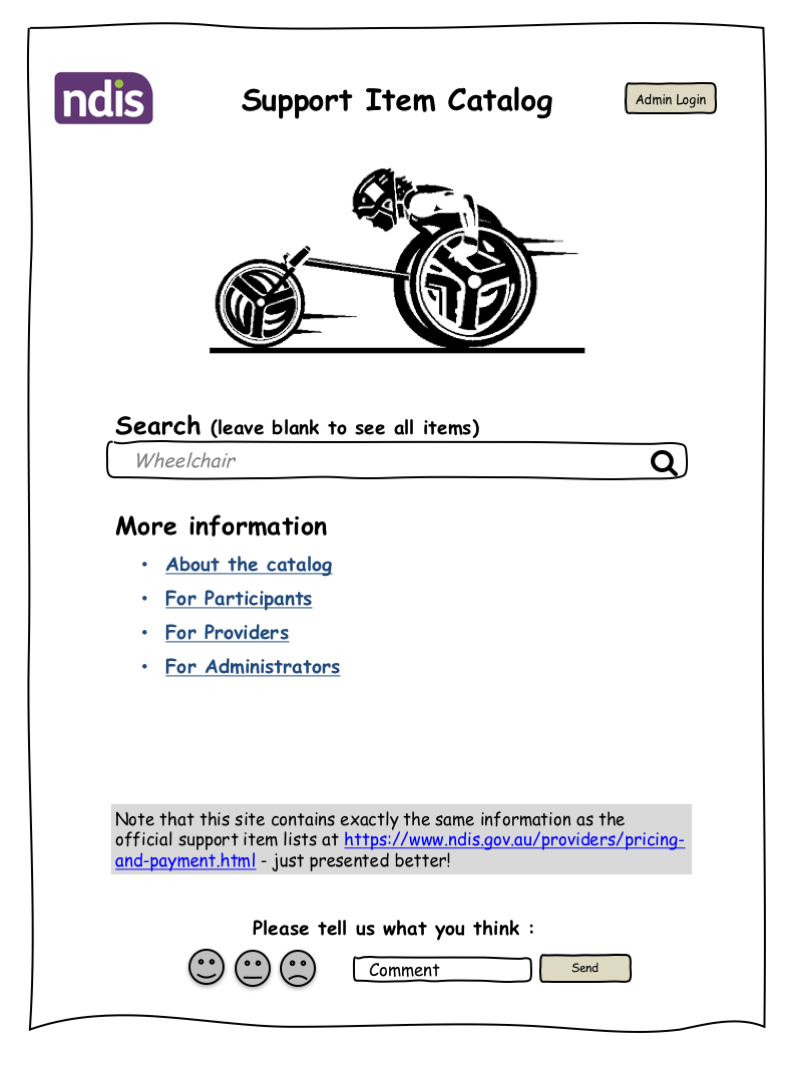 ndis
Support Item Catalog
Admin Login
Search (leave blank to see all items)
Wheelchair
More information
• About the catalog
• For Participants
• For Providers
• For Administrators
Note that this site contains exactly the same information as the
official support item lists at https://www.ndis.gov.au/providers/pricing-
and-payment.html - just presented better!
Please tell us what you think :
Comment
Send